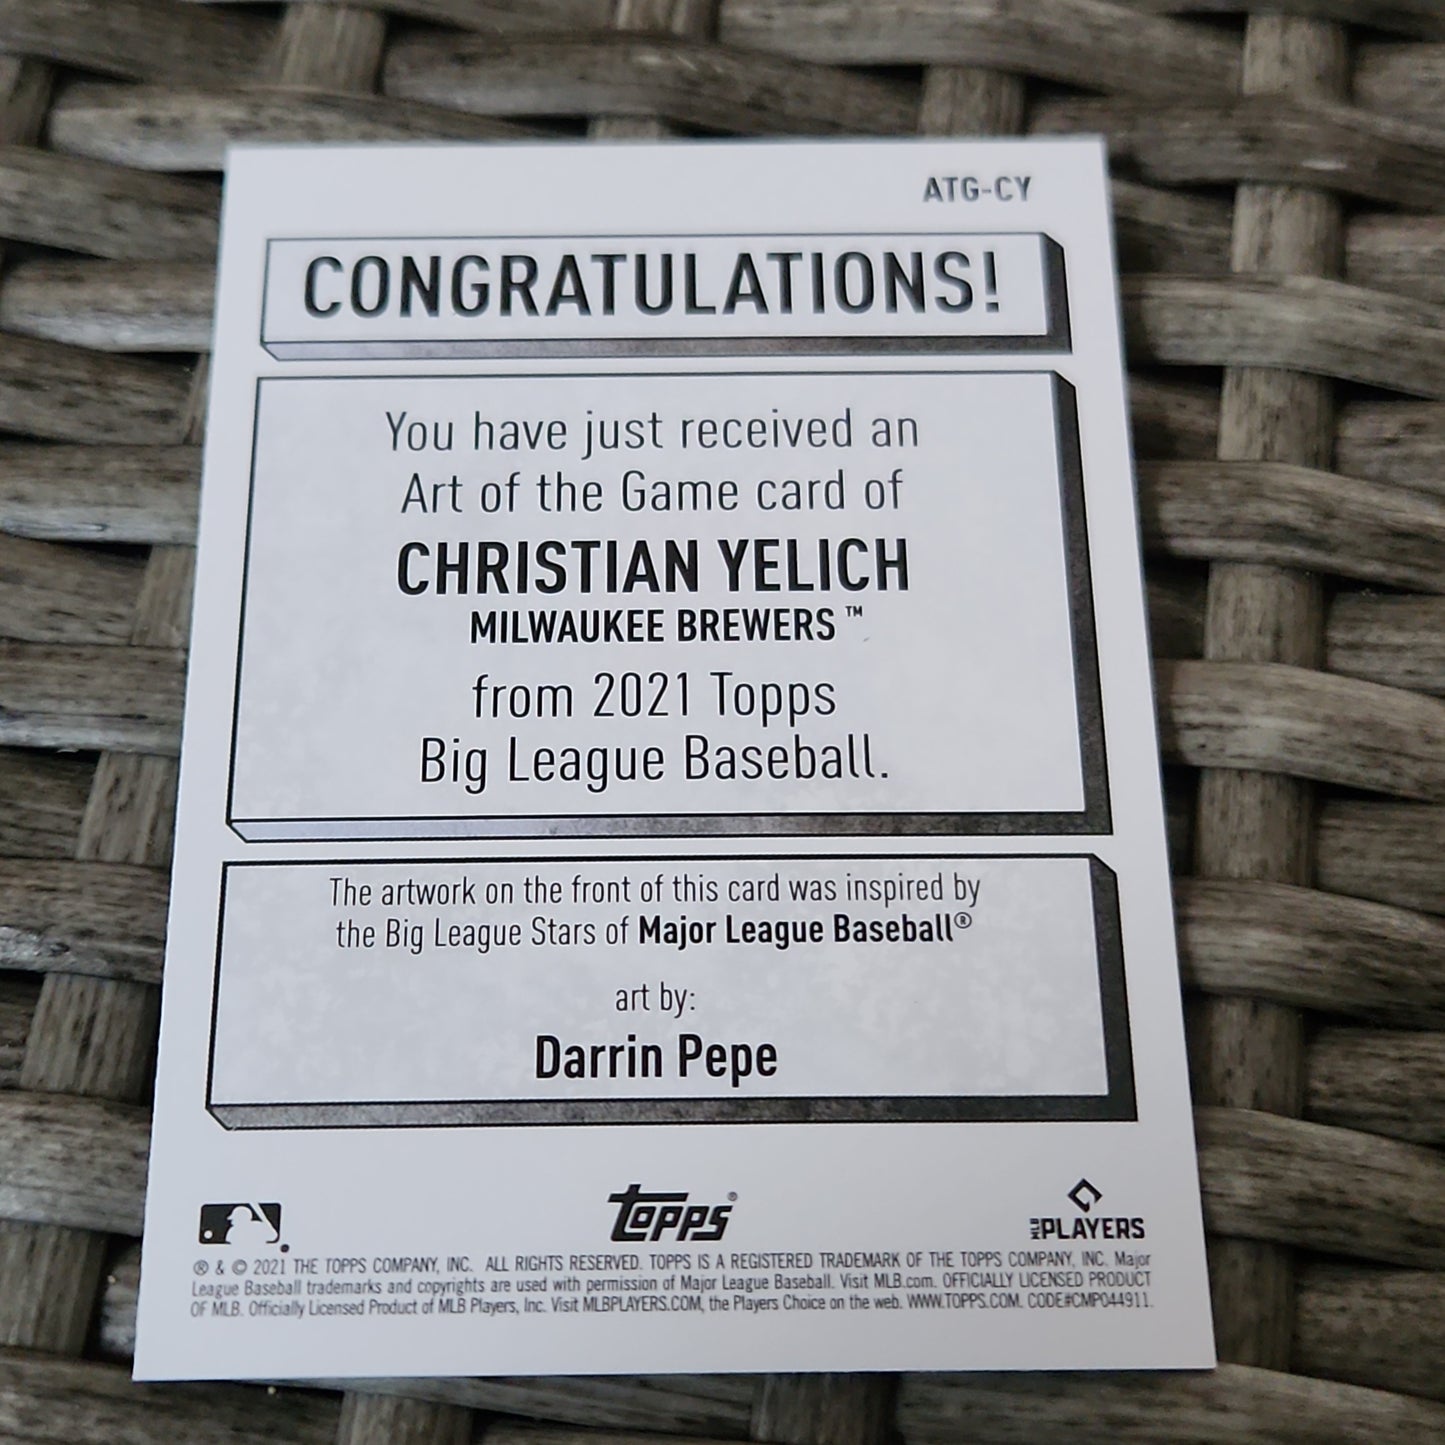 ATG-CY
CONGRATULATIONS!
You have just received an
Art of the Game card of
CHRISTIAN YELICH
MILWAUKEE BREWERS™
from 2021 Topps
Big League Baseball.
The artwork on the front of this card was inspired by
the Big League Stars of Major League Baseball®
art by:
Darrin Pepe
topps®
MLB PLAYERS
® & © 2021 THE TOPPS COMPANY, INC. ALL RIGHTS RESERVED. TOPPS IS A REGISTERED TRADEMARK OF THE TOPPS COMPANY, INC. Major
League Baseball trademarks and copyrights are used with permission of Major League Baseball. Visit MLB.com. OFFICIALLY LICENSED PRODUCT
OF MLB. Officially Licensed Product of MLB Players, Inc. Visit MLBPLAYERS.COM, the Players Choice on the web. WWW.TOPPS.COM. CODE#CMP044911.